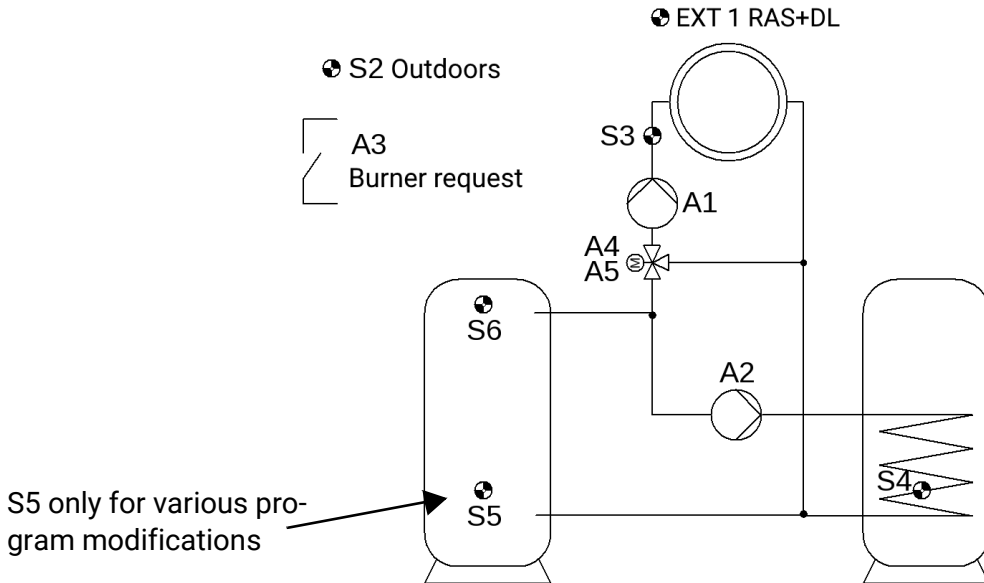 EXT 1 RAS+DL
S2 Outdoors
A3
Burner request
S3
A1
A4
A5
M
S6
A2
S4
S5
S5 only for various pro-
gram modifications